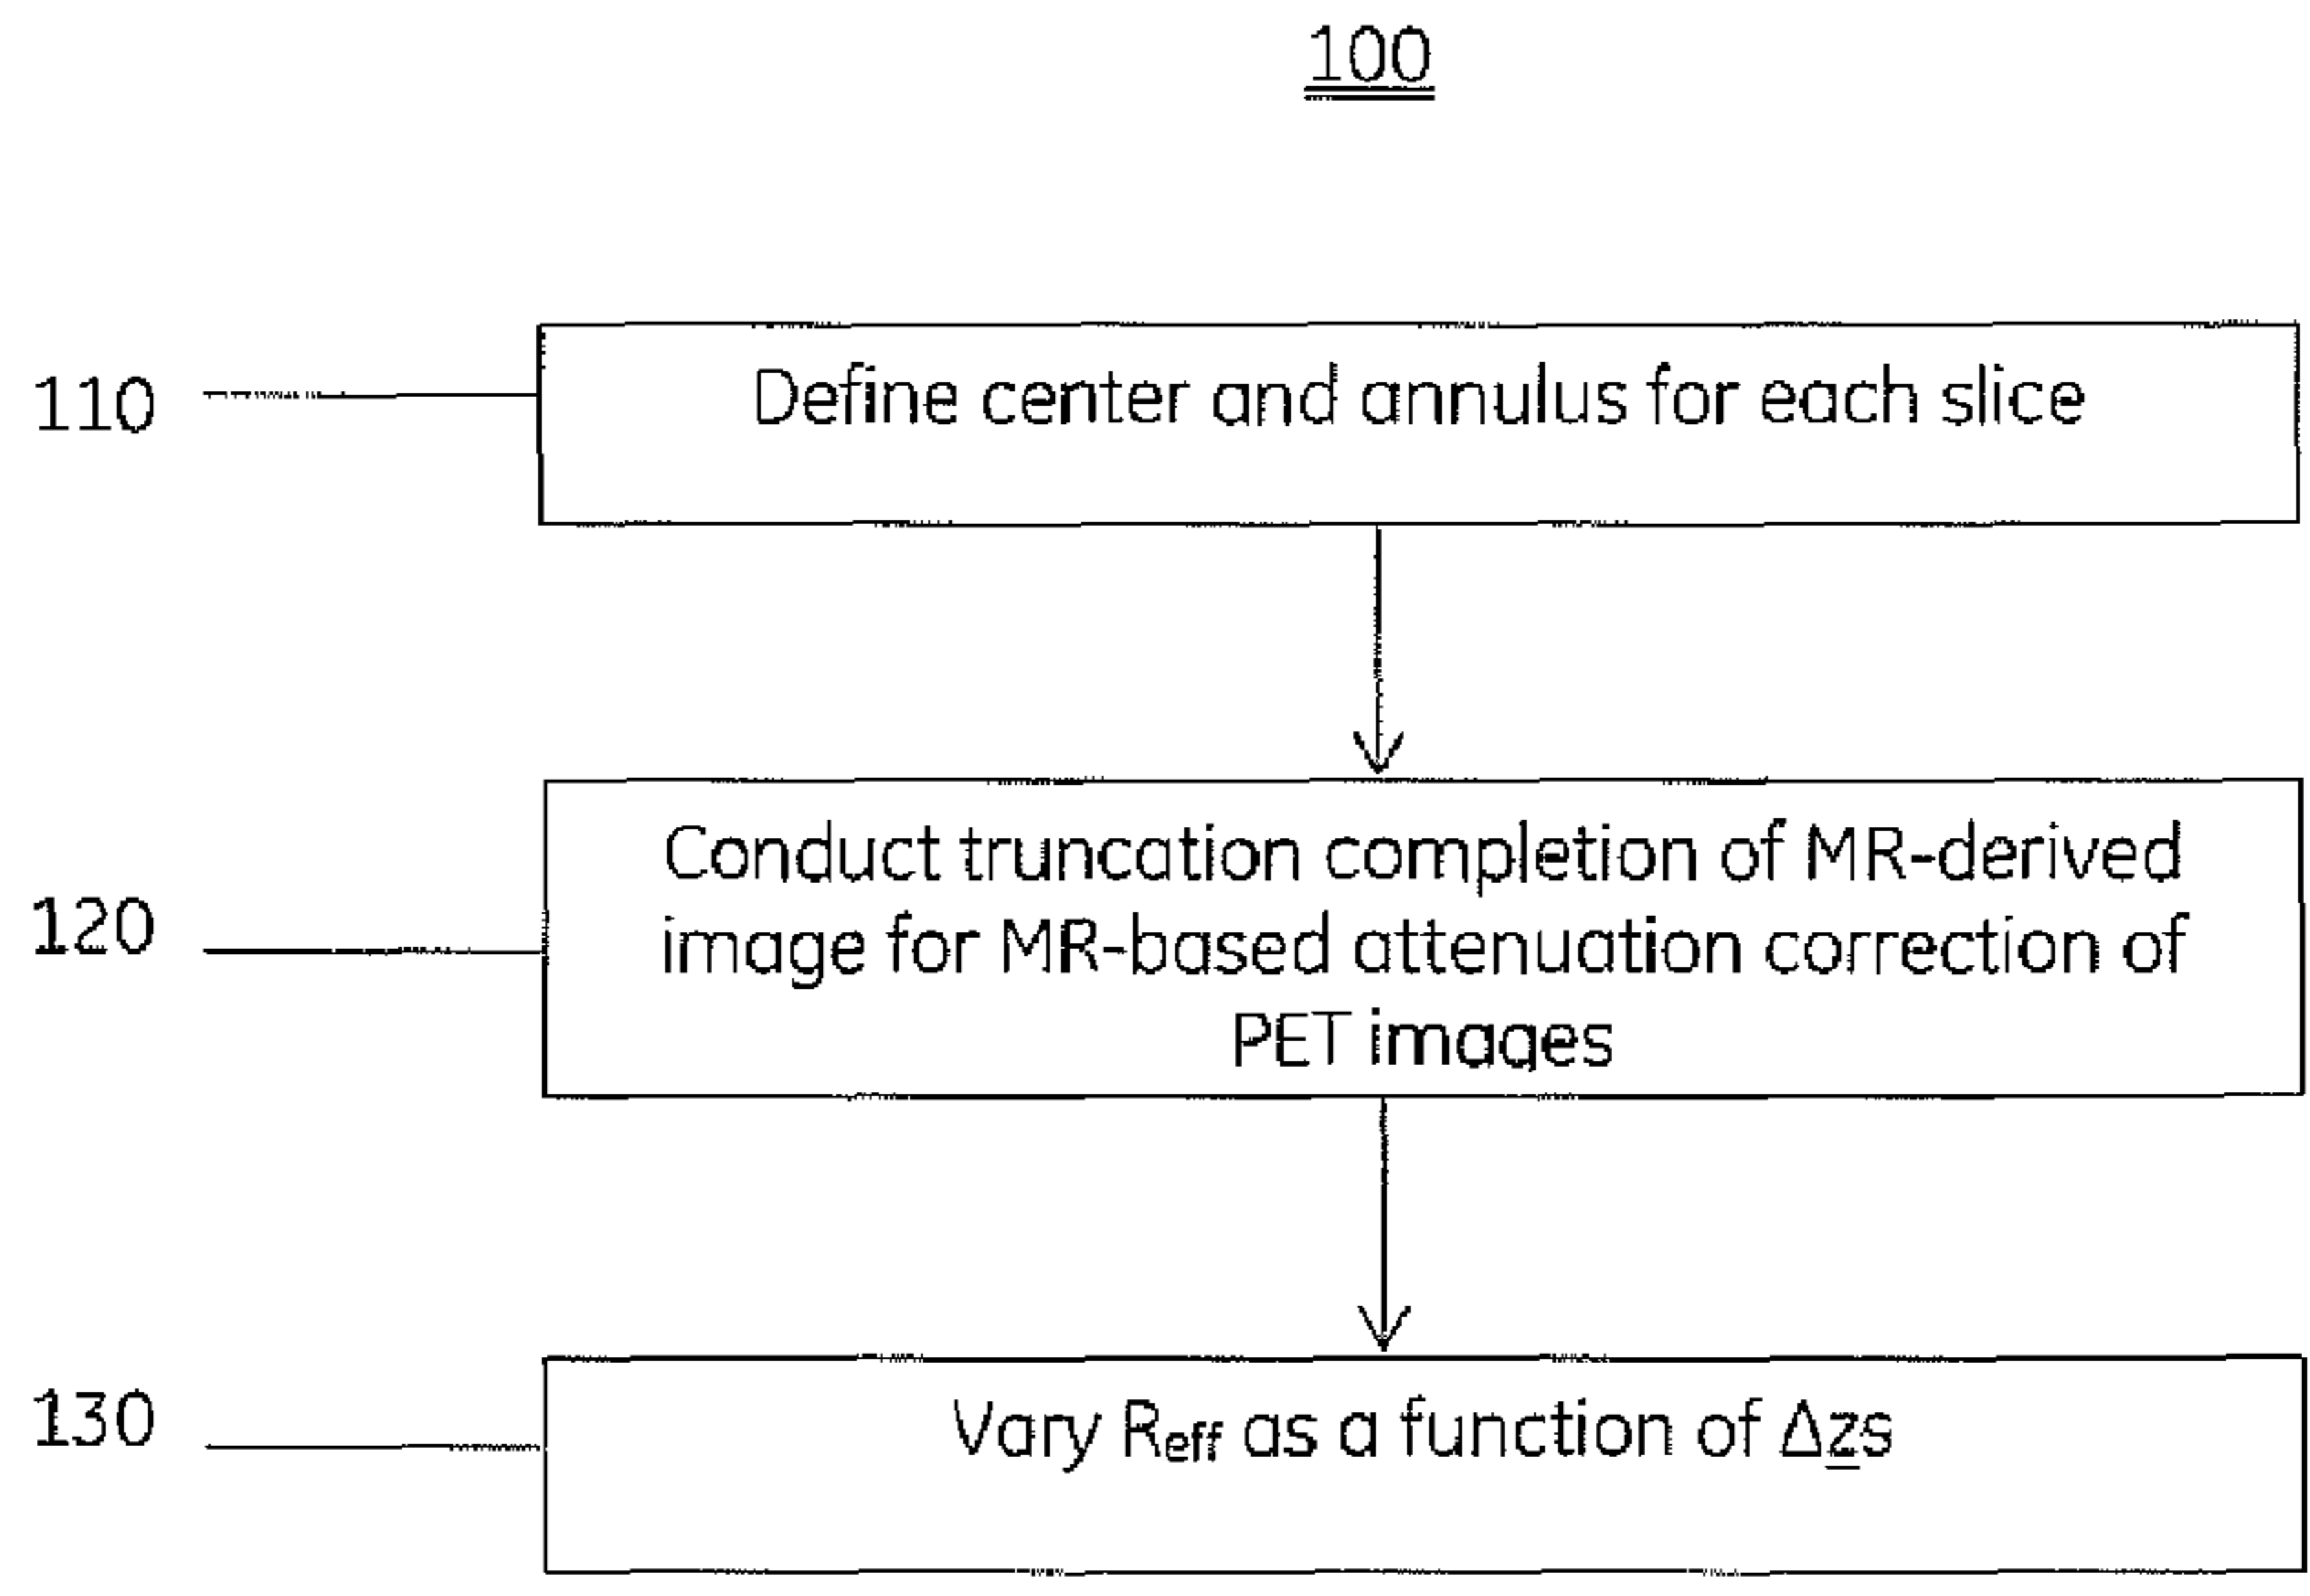 100
110
Define center and annulus for each slice
120
Conduct truncation completion of MR-derived
image for MR-based attenuation correction of
PET images
130
Vary Reff as a function of Δzs